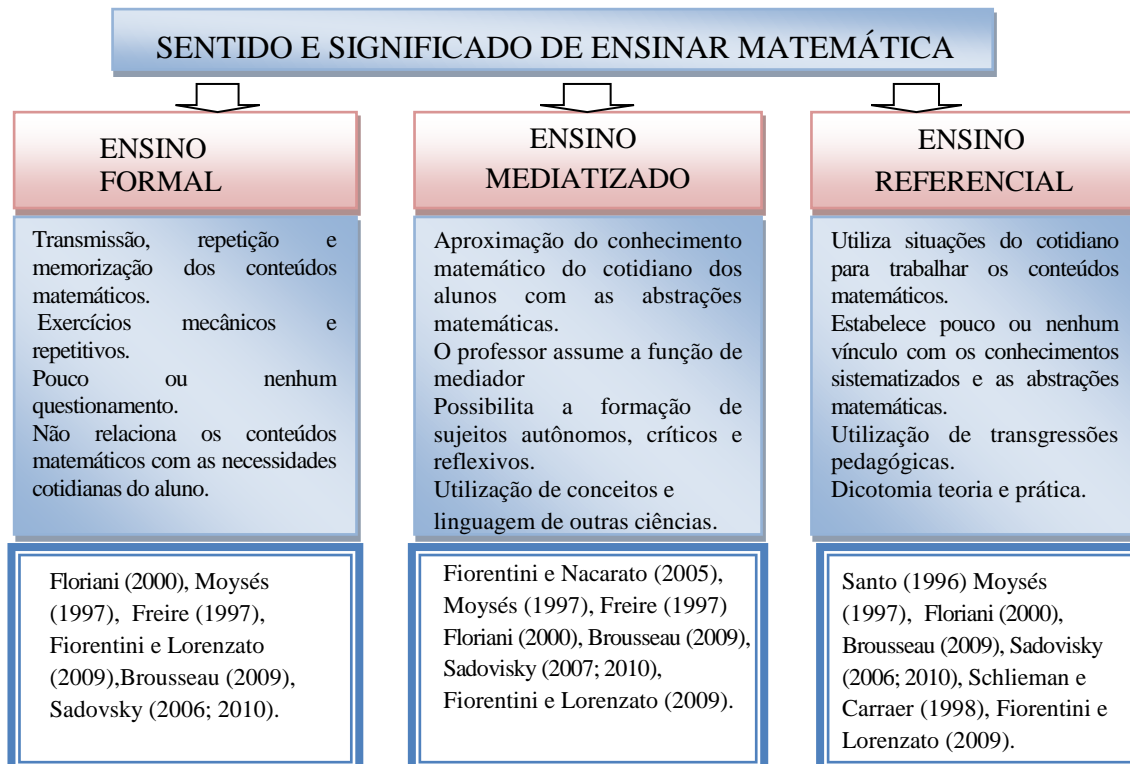 SENTIDO E SIGNIFICADO DE ENSINAR MATEMÁTICA
ENSINO
FORMAL
Transmissão, repetição e
memorização dos conteúdos
matemáticos.
Exercícios mecânicos e
repetitivos.
Pouco ou nenhum
questionamento.
Não relaciona os conteúdos
matemáticos com as necessidades
cotidianas do aluno.
Floriani (2000), Moysés
(1997), Freire (1997),
Fiorentini e Lorenzato
(2009),Brousseau (2009),
Sadovsky (2006; 2010).
ENSINO
MEDIATIZADO
Aproximação do conhecimento
matemático do cotidiano dos
alunos com as abstrações
matemáticas.
O professor assume a função de
mediador
Possibilita a formação de
sujeitos autônomos, críticos e
reflexivos.
Utilização de conceitos e
linguagem de outras ciências.
Fiorentini e Nacarato (2005),
Moysés (1997), Freire (1997)
Floriani (2000), Brousseau (2009),
Sadovisky (2007; 2010),
Fiorentini e Lorenzato (2009).
ENSINO
REFERENCIAL
Utiliza situações do cotidiano
para trabalhar os conteúdos
matemáticos.
Estabelece pouco ou nenhum
vínculo com os conhecimentos
sistematizados e as abstrações
matemáticas.
Utilização de transgressões
pedagógicas.
Dicotomia teoria e prática.
Santo (1996) Moysés
(1997), Floriani (2000),
Brousseau (2009), Sadovisky
(2006; 2010), Schlieman e
Carraer (1998), Fiorentini e
Lorenzato (2009).